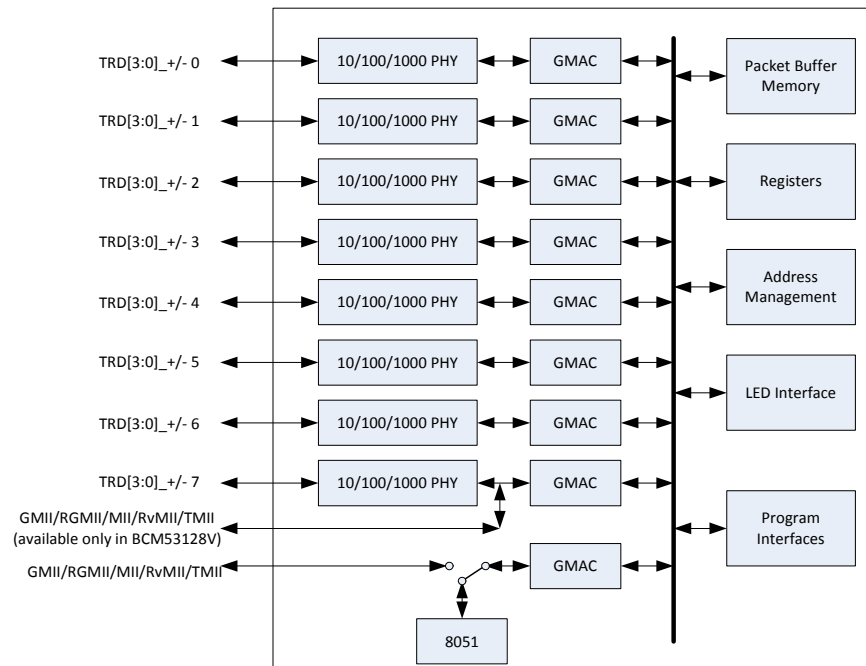 TRD[3:0]_+/- 0
10/100/1000 PHY
GMAC
Packet Buffer
Memory
TRD[3:0]_+/- 1
10/100/1000 PHY
GMAC
TRD[3:0]_+/- 2
10/100/1000 PHY
GMAC
Registers
TRD[3:0]_+/- 3
10/100/1000 PHY
GMAC
Address
Management
TRD[3:0]_+/- 4
10/100/1000 PHY
GMAC
TRD[3:0]_+/- 5
10/100/1000 PHY
GMAC
LED Interface
TRD[3:0]_+/- 6
10/100/1000 PHY
GMAC
TRD[3:0]_+/- 7
10/100/1000 PHY
GMAC
GMII/RGMII/MII/RvMII/TMII
(available only in BCM53128V)
Program
Interfaces
GMII/RGMII/MII/RvMII/TMII
GMAC
8051